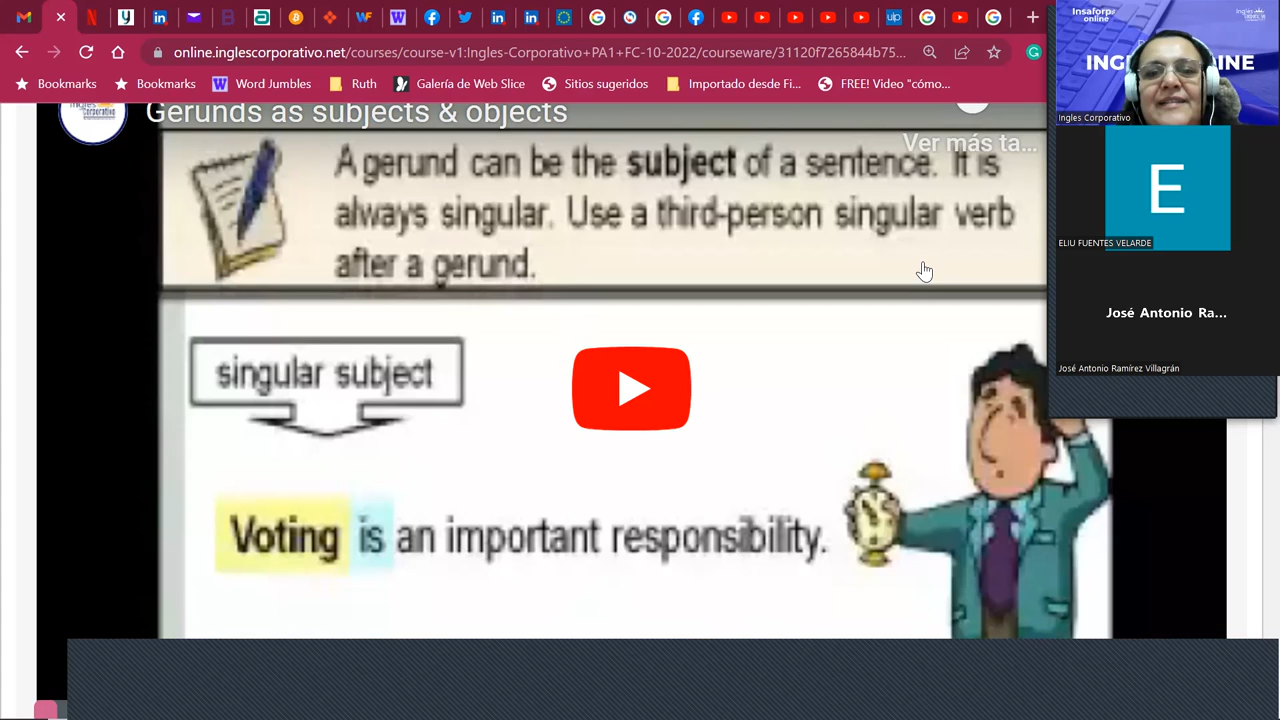 online.inglescorporativo.net/courses/course-v1:Ingles-Corporativo+PA1+FC-10-2022/courseware/31120f7265844b75...
Bookmarks Bookmarks Word Jumbles Ruth Galería de Web Slice Sitios sugeridos Importado desde Fi... FREE! Video "cómo...
Gerunds as subjects & objects
Ver más ta...
A gerund can be the subject of a sentence. It is
always singular. Use a third-person singular verb
after a gerund.
singular subject
Voting is an important responsibility.
Insaforp
online
Ingles Corporativo
E
ELIU FUENTES VELARDE
José Antonio Ra...
José Antonio Ramírez Villagrán